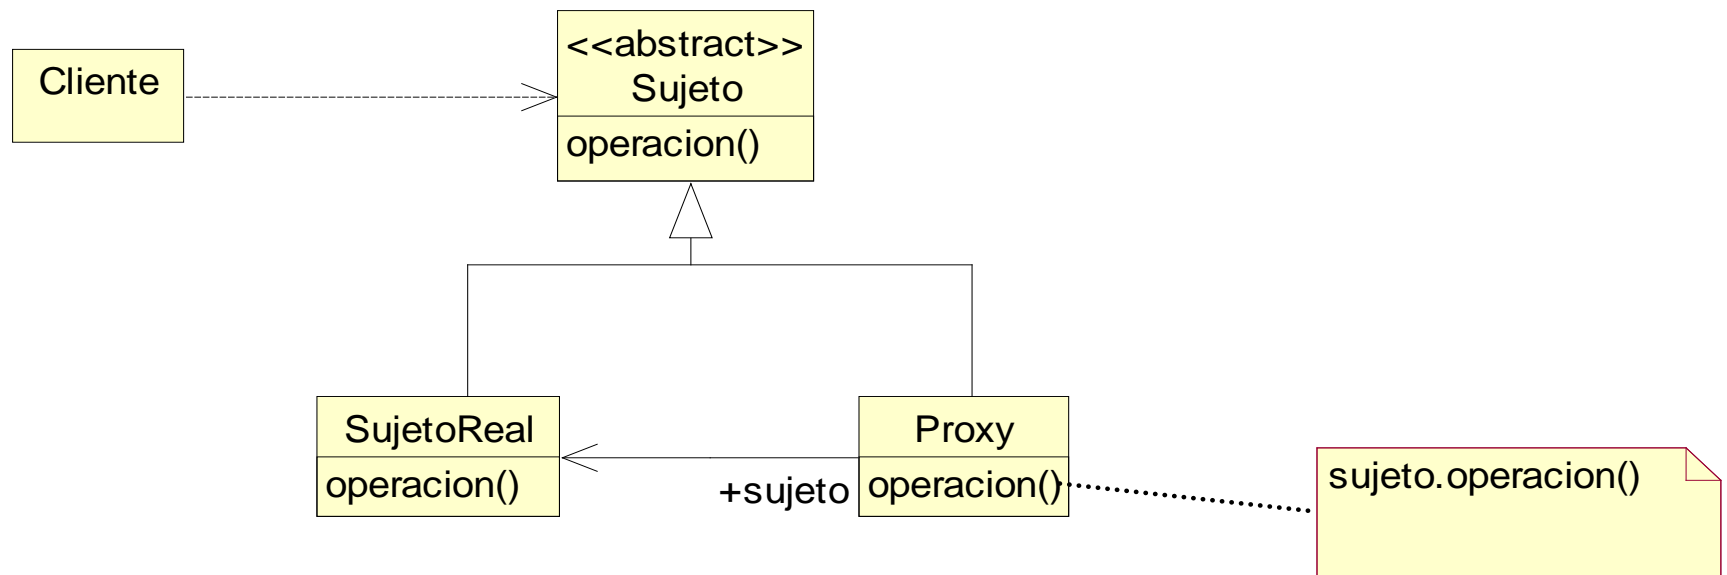 Cliente
<<abstract>>
Sujeto
operacion()
SujetoReal
operacion()
+sujeto
Proxy
operacion()
sujeto.operacion()